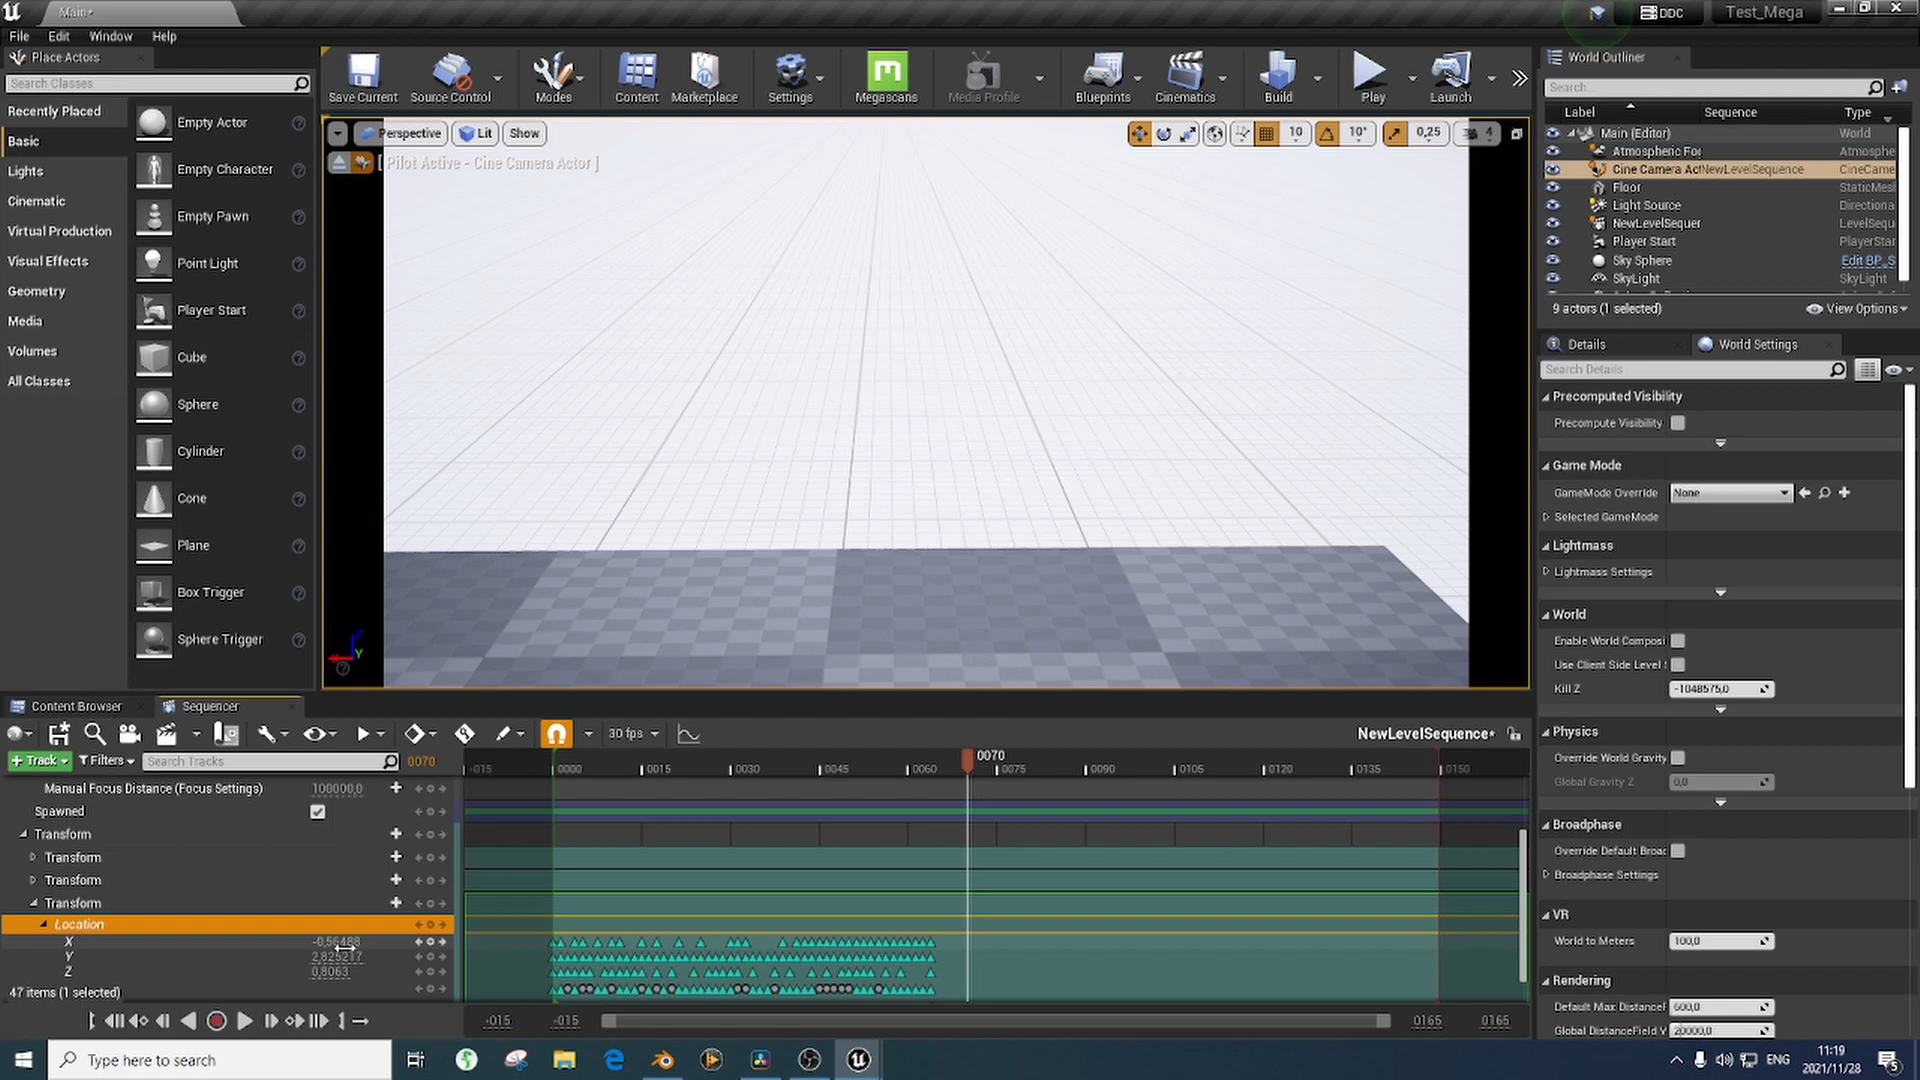 Main*
DDC
Test_Mega
File
Edit
Window
Help
Place Actors
Search Classes
Recently Placed
Basic
Lights
Cinematic
Virtual Production
Visual Effects
Geometry
Media
Volumes
All Classes
Empty Actor
Empty Character
Empty Pawn
Point Light
Player Start
Cube
Sphere
Cylinder
Cone
Plane
Box Trigger
Sphere Trigger
Save Current
Source Control
Modes
Content
Marketplace
Settings
Megascans
Media Profile
Blueprints
Cinematics
Build
Play
Launch
Perspective
Lit
Show
10
10°
0,25
4
[ Pilot Active - Cine Camera Actor ]
World Outliner
Search
Label
Sequence
Type
Main (Editor)
World
Atmospheric Fog
Atmosphe
Cine Camera Act
NewLevelSequence
CineCame
Floor
StaticMesh
Light Source
Directiona
NewLevelSequer
LevelSequ
Player Start
PlayerStar
Sky Sphere
Edit BP_S
SkyLight
SkyLight
9 actors (1 selected)
View Options
Details
World Settings
Search Details
Precomputed Visibility
Precompute Visibility
Game Mode
GameMode Override
None
Selected GameMode
Lightmass
Lightmass Settings
World
Enable World Composi
Use Client Side Level
Kill Z
-1048575,0
Physics
Override World Gravity
Global Gravity Z
0,0
Broadphase
Override Default Broac
Broadphase Settings
VR
World to Meters
100,0
Rendering
Default Max DistanceF
600,0
Global DistanceField V
20000,0
Content Browser
Sequencer
30 fps
NewLevelSequence*
Track
Filters
Search Tracks
0070
0070
-015
0000
0015
0030
0045
0060
0075
0090
0105
0120
0135
0150
Manual Focus Distance (Focus Settings)
100000,0
Spawned
Transform
Transform
Transform
Transform
Location
X
-0,56488
Y
2,825217
Z
0,8063
47 items (1 selected)
-015
-015
0165
0165
Type here to search
ENG
11:19
2021/11/28
5